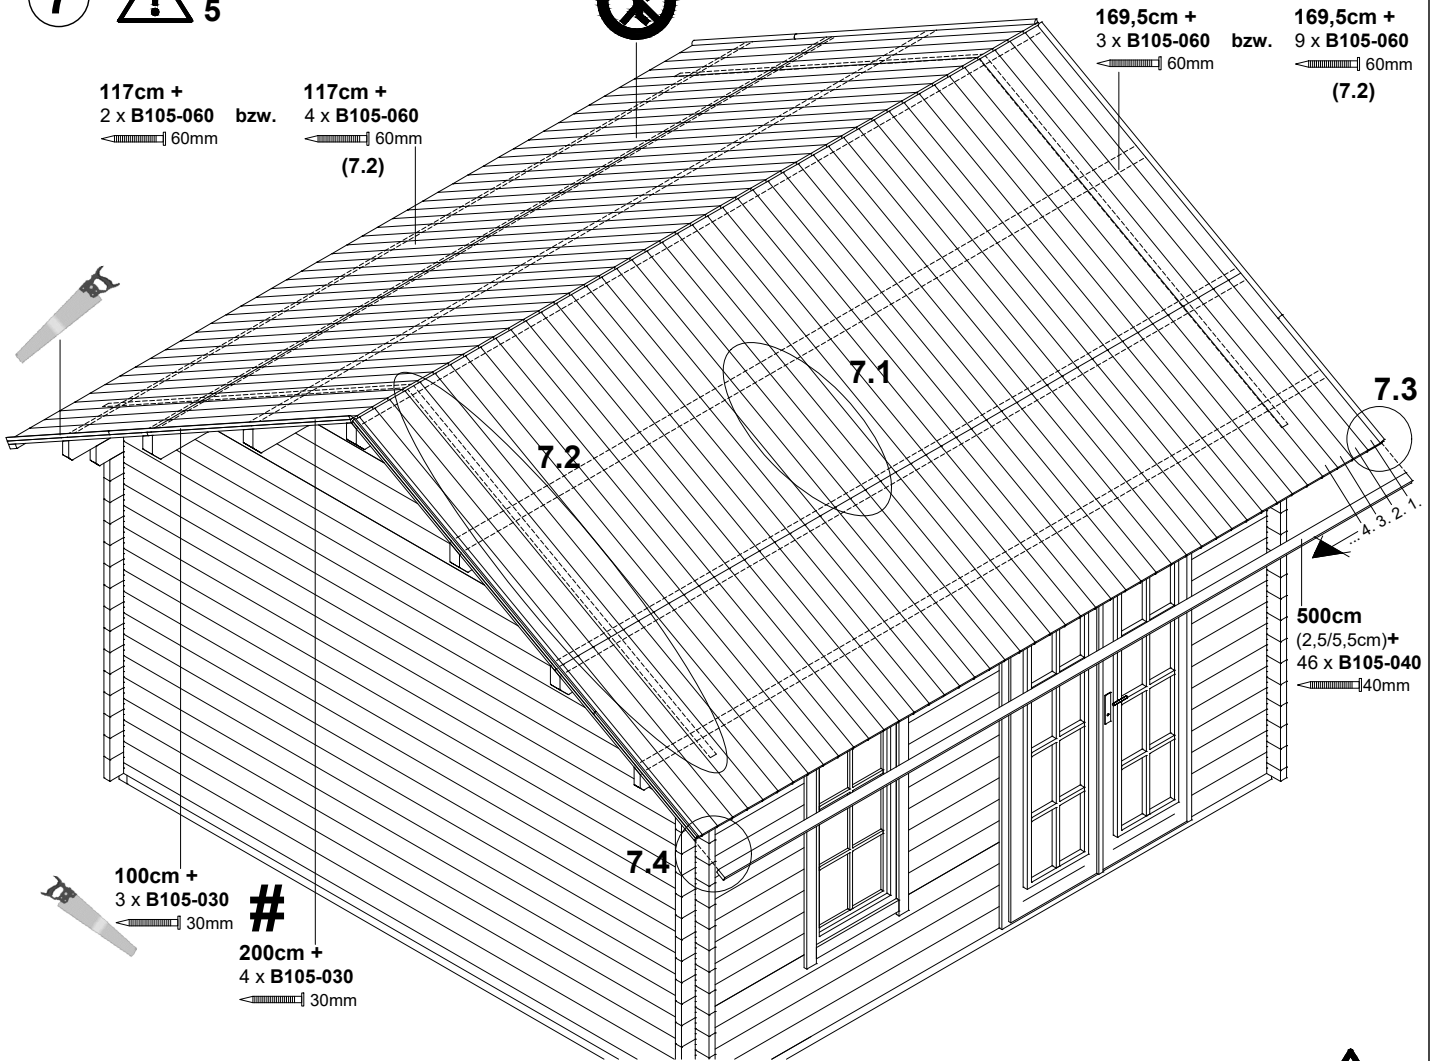 7
5
169,5cm +
3 x B105-060 bzw.
60mm
169,5cm +
9 x B105-060
60mm
(7.2)
117cm +
2 x B105-060 bzw.
60mm
117cm +
4 x B105-060
60mm
(7.2)
7.1
7.3
7.2
... 4. 3. 2. 1.
500cm
(2,5/5,5cm)+
46 x B105-040
40mm
7.4
100cm +
3 x B105-030
30mm
#
200cm +
4 x B105-030
30mm